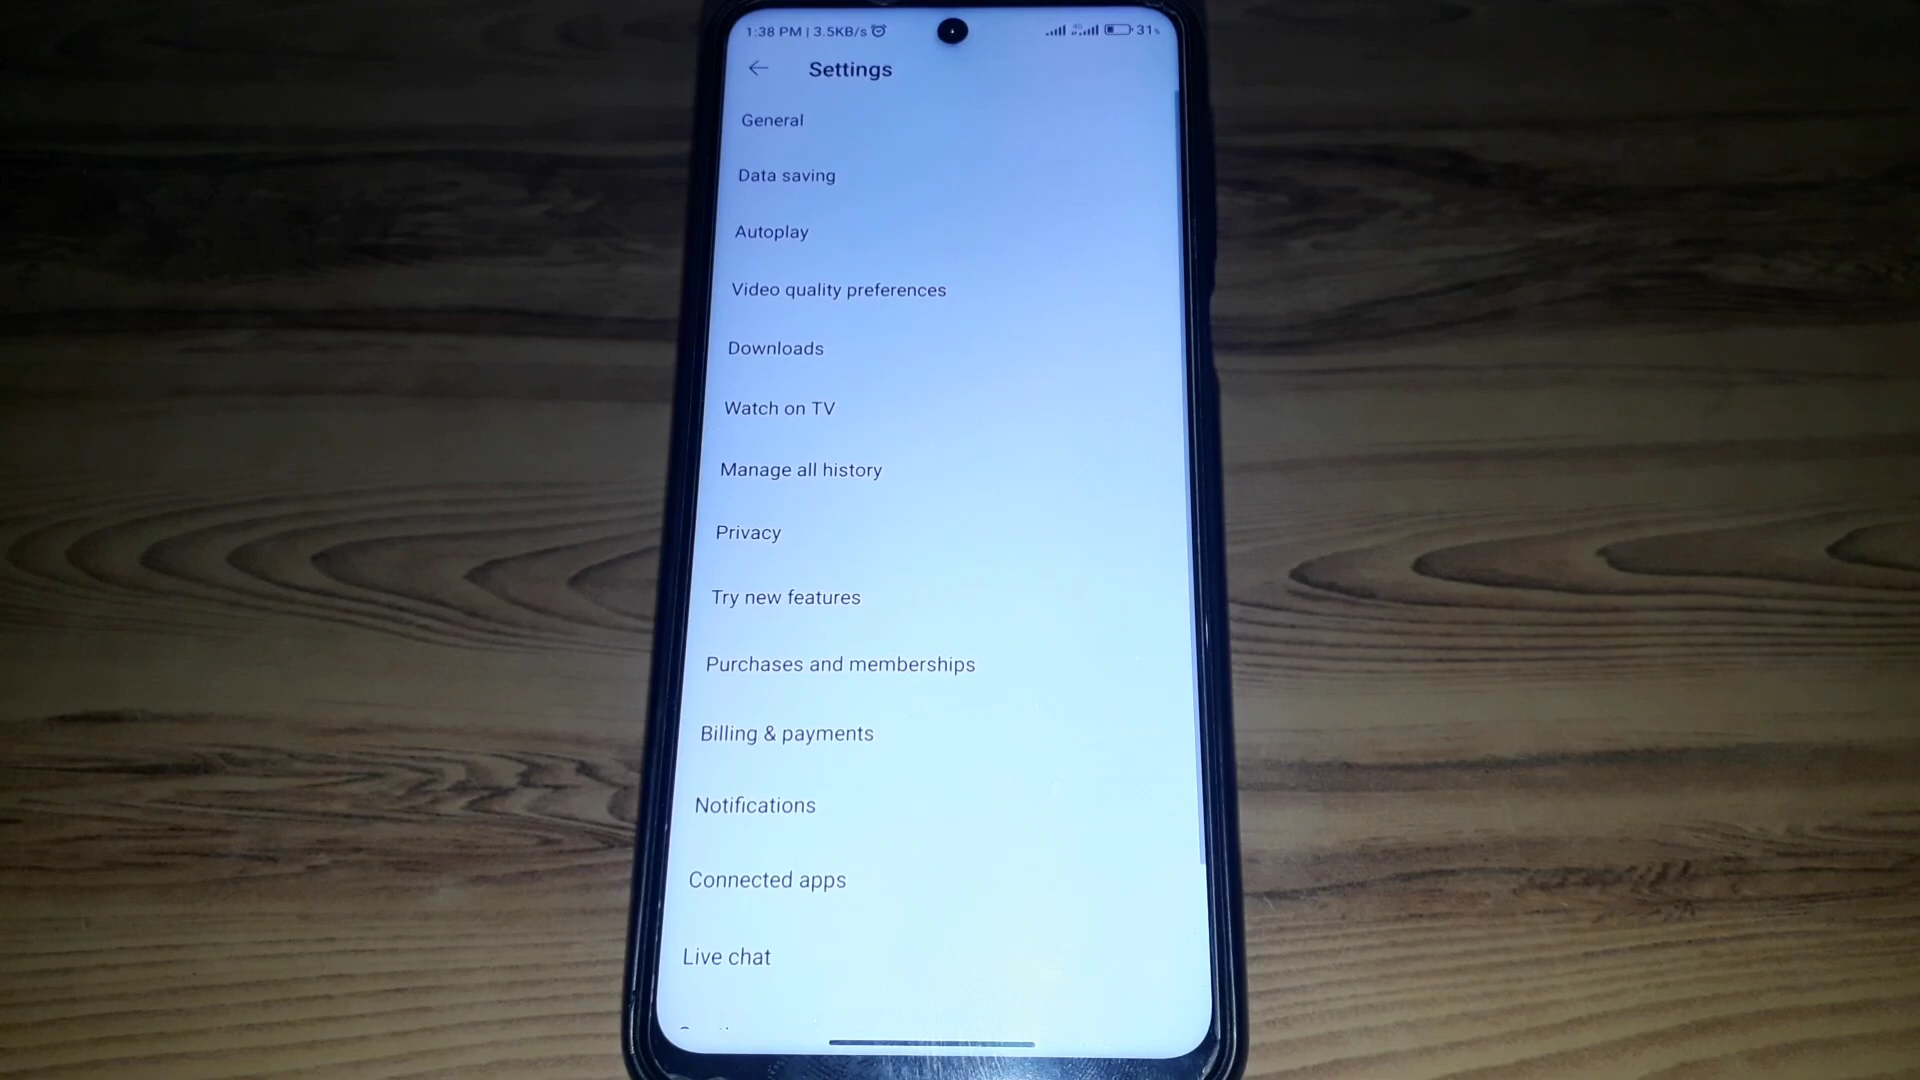 1:38 PM | 3.5KB/s 31%
Settings
General
Data saving
Autoplay
Video quality preferences
Downloads
Watch on TV
Manage all history
Privacy
Try new features
Purchases and memberships
Billing & payments
Notifications
Connected apps
Live chat